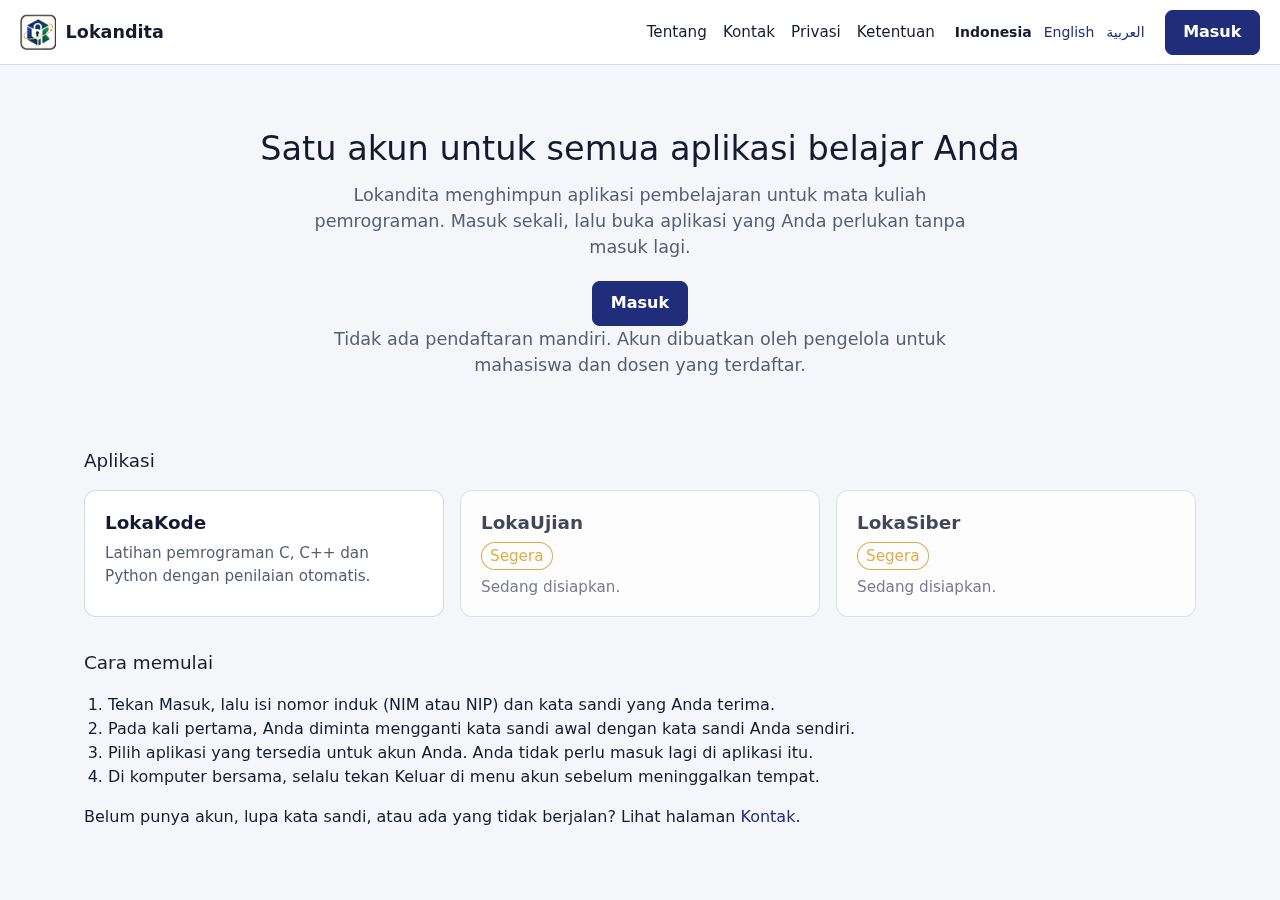 Lokandita
Tentang Kontak Privasi Ketentuan Indonesia English العربية Masuk
Satu akun untuk semua aplikasi belajar Anda
Lokandita menghimpun aplikasi pembelajaran untuk mata kuliah
pemrograman. Masuk sekali, lalu buka aplikasi yang Anda perlukan tanpa
masuk lagi.
Masuk
Tidak ada pendaftaran mandiri. Akun dibuatkan oleh pengelola untuk
mahasiswa dan dosen yang terdaftar.
Aplikasi
LokaKode
Latihan pemrograman C, C++ dan
Python dengan penilaian otomatis.
LokaUjian
Segera
Sedang disiapkan.
LokaSiber
Segera
Sedang disiapkan.
Cara memulai
1. Tekan Masuk, lalu isi nomor induk (NIM atau NIP) dan kata sandi yang Anda terima.
2. Pada kali pertama, Anda diminta mengganti kata sandi awal dengan kata sandi Anda sendiri.
3. Pilih aplikasi yang tersedia untuk akun Anda. Anda tidak perlu masuk lagi di aplikasi itu.
4. Di komputer bersama, selalu tekan Keluar di menu akun sebelum meninggalkan tempat.
Belum punya akun, lupa kata sandi, atau ada yang tidak berjalan? Lihat halaman Kontak.